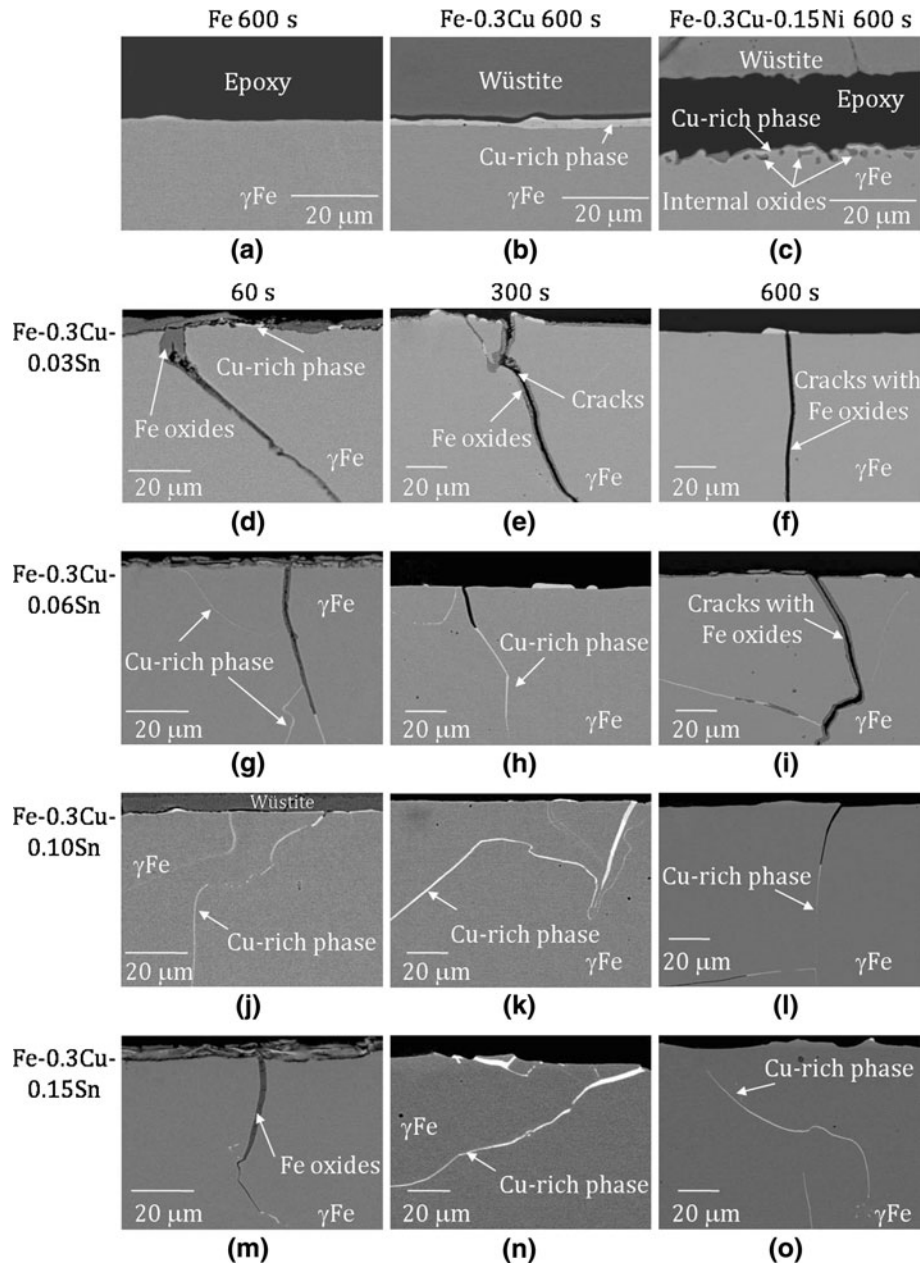 Fe 600 s
Fe-0.3Cu 600 s
Fe-0.3Cu-0.15Ni 600 s
Epoxy
γFe
20 μm
(a)
Wüstite
Cu-rich phase
γFe
20 μm
(b)
Wüstite
Epoxy
Cu-rich phase
γFe
Internal oxides
20 μm
(c)
60 s
300 s
600 s
Fe-0.3Cu-
0.03Sn
Cu-rich phase
Fe oxides
γFe
20 μm
(d)
Cracks
Fe oxides
γFe
20 μm
(e)
Cracks with
Fe oxides
γFe
20 μm
(f)
Fe-0.3Cu-
0.06Sn
γFe
Cu-rich phase
20 μm
(g)
Cu-rich phase
γFe
20 μm
(h)
Cracks with
Fe oxides
γFe
20 μm
(i)
Fe-0.3Cu-
0.10Sn
Wüstite
γFe
Cu-rich phase
20 μm
(j)
Cu-rich phase
γFe
20 μm
(k)
Cu-rich phase
γFe
20 μm
(l)
Fe-0.3Cu-
0.15Sn
Fe oxides
γFe
20 μm
(m)
γFe
Cu-rich phase
20 μm
(n)
Cu-rich phase
γFe
20 μm
(o)